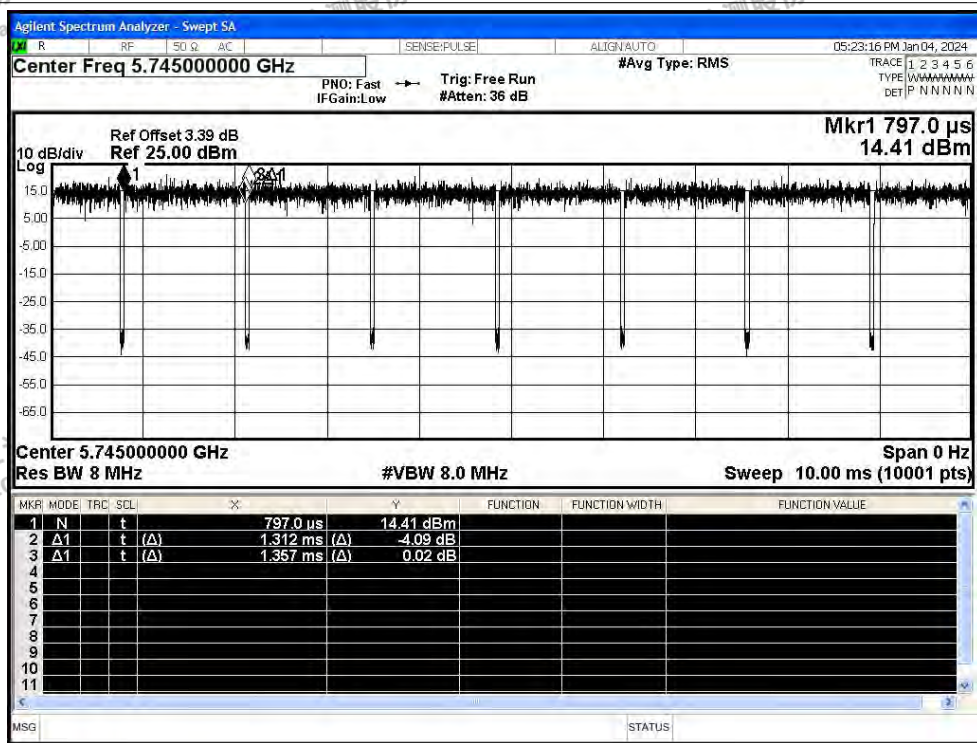 Agilent Spectrum Analyzer - Swept SA
R RF 50 Ω AC SENSE:PULSE ALIGN AUTO 05:23:16 PM Jan 04, 2024
Center Freq 5.745000000 GHz #Avg Type: RMS TRACE 1 2 3 4 5 6
PNO: Fast Trig: Free Run TYPE WWWWWW
IFGain:Low #Atten: 36 dB DET P N N N N N
Mkr1 797.0 µs
Ref Offset 3.39 dB
10 dB/div Ref 25.00 dBm 14.41 dBm
Log
1
15.0
5.00
-5.00
-15.0
-25.0
-35.0
-45.0
-55.0
-65.0
Center 5.745000000 GHz Span 0 Hz
Res BW 8 MHz #VBW 8.0 MHz Sweep 10.00 ms (10001 pts)
MKR MODE TRC SCL X Y FUNCTION FUNCTION WIDTH FUNCTION VALUE
1 N t 797.0 µs 14.41 dBm
2 Δ1 t (Δ) 1.312 ms (Δ) -4.09 dB
3 Δ1 t (Δ) 1.357 ms (Δ) 0.02 dB
4
5
6
7
8
9
10
11
MSG STATUS